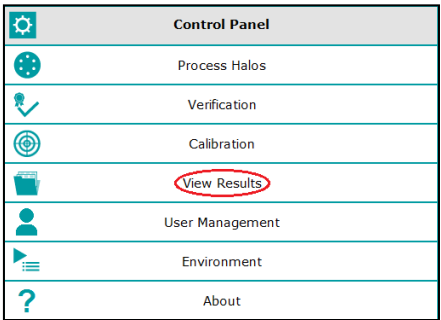 Control Panel
Process Halos
Verification
Calibration
View Results
User Management
Environment
About